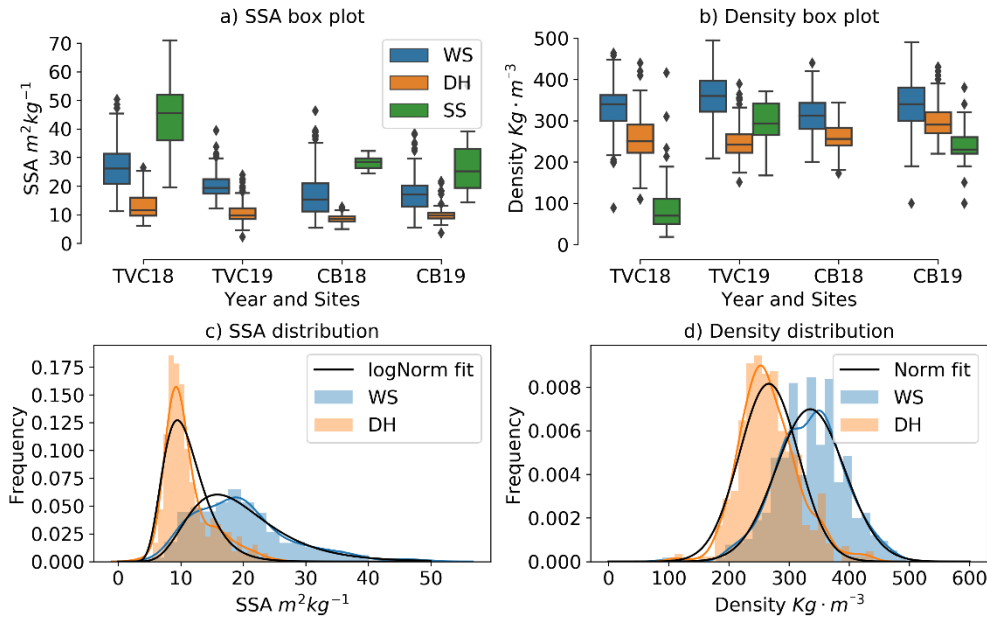 a) SSA box plot
SSA m²kg⁻¹
70
60
50
40
30
20
10
0
WS
DH
SS
TVC18 TVC19 CB18 CB19
Year and Sites
b) Density box plot
Density Kg · m⁻³
500
400
300
200
100
0
TVC18 TVC19 CB18 CB19
Year and Sites
c) SSA distribution
Frequency
0.175
0.150
0.125
0.100
0.075
0.050
0.025
0.000
logNorm fit
WS
DH
0 10 20 30 40 50
SSA m²kg⁻¹
d) Density distribution
Frequency
0.008
0.006
0.004
0.002
0.000
Norm fit
WS
DH
0 100 200 300 400 500 600
Density Kg · m⁻³